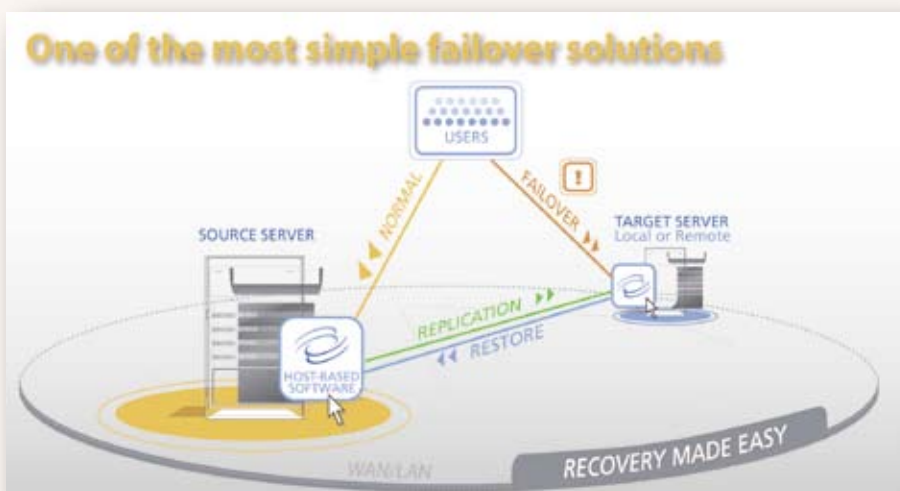 One of the most simple failover solutions
USERS
NORMAL
FAILOVER
!
SOURCE SERVER
TARGET SERVER
Local or Remote
REPLICATION
RESTORE
HOST-BASED
SOFTWARE
WAN/LAN
RECOVERY MADE EASY